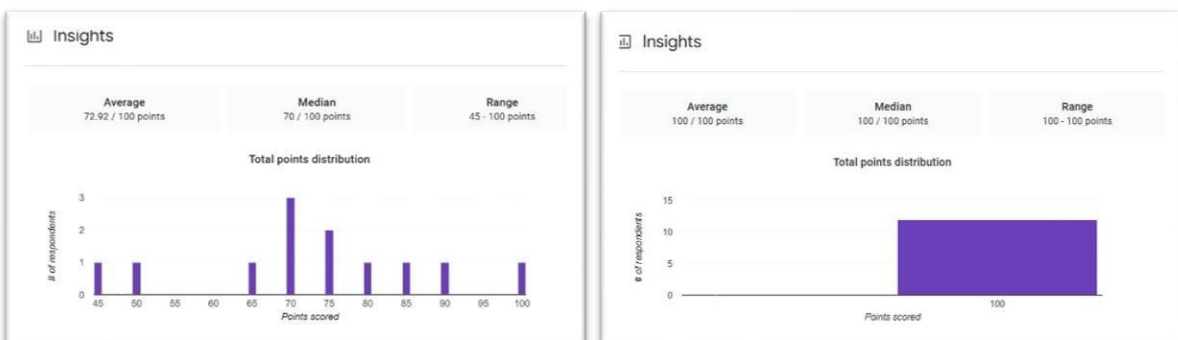 Insights
Average
72.92 / 100 points
Median
70 / 100 points
Range
45 - 100 points
Total points distribution
3
2
1
0
# of respondents
45 50 55 60 65 70 75 80 85 90 95 100
Points scored
Insights
Average
100 / 100 points
Median
100 / 100 points
Range
100 - 100 points
Total points distribution
15
10
5
0
# of respondents
100
Points scored